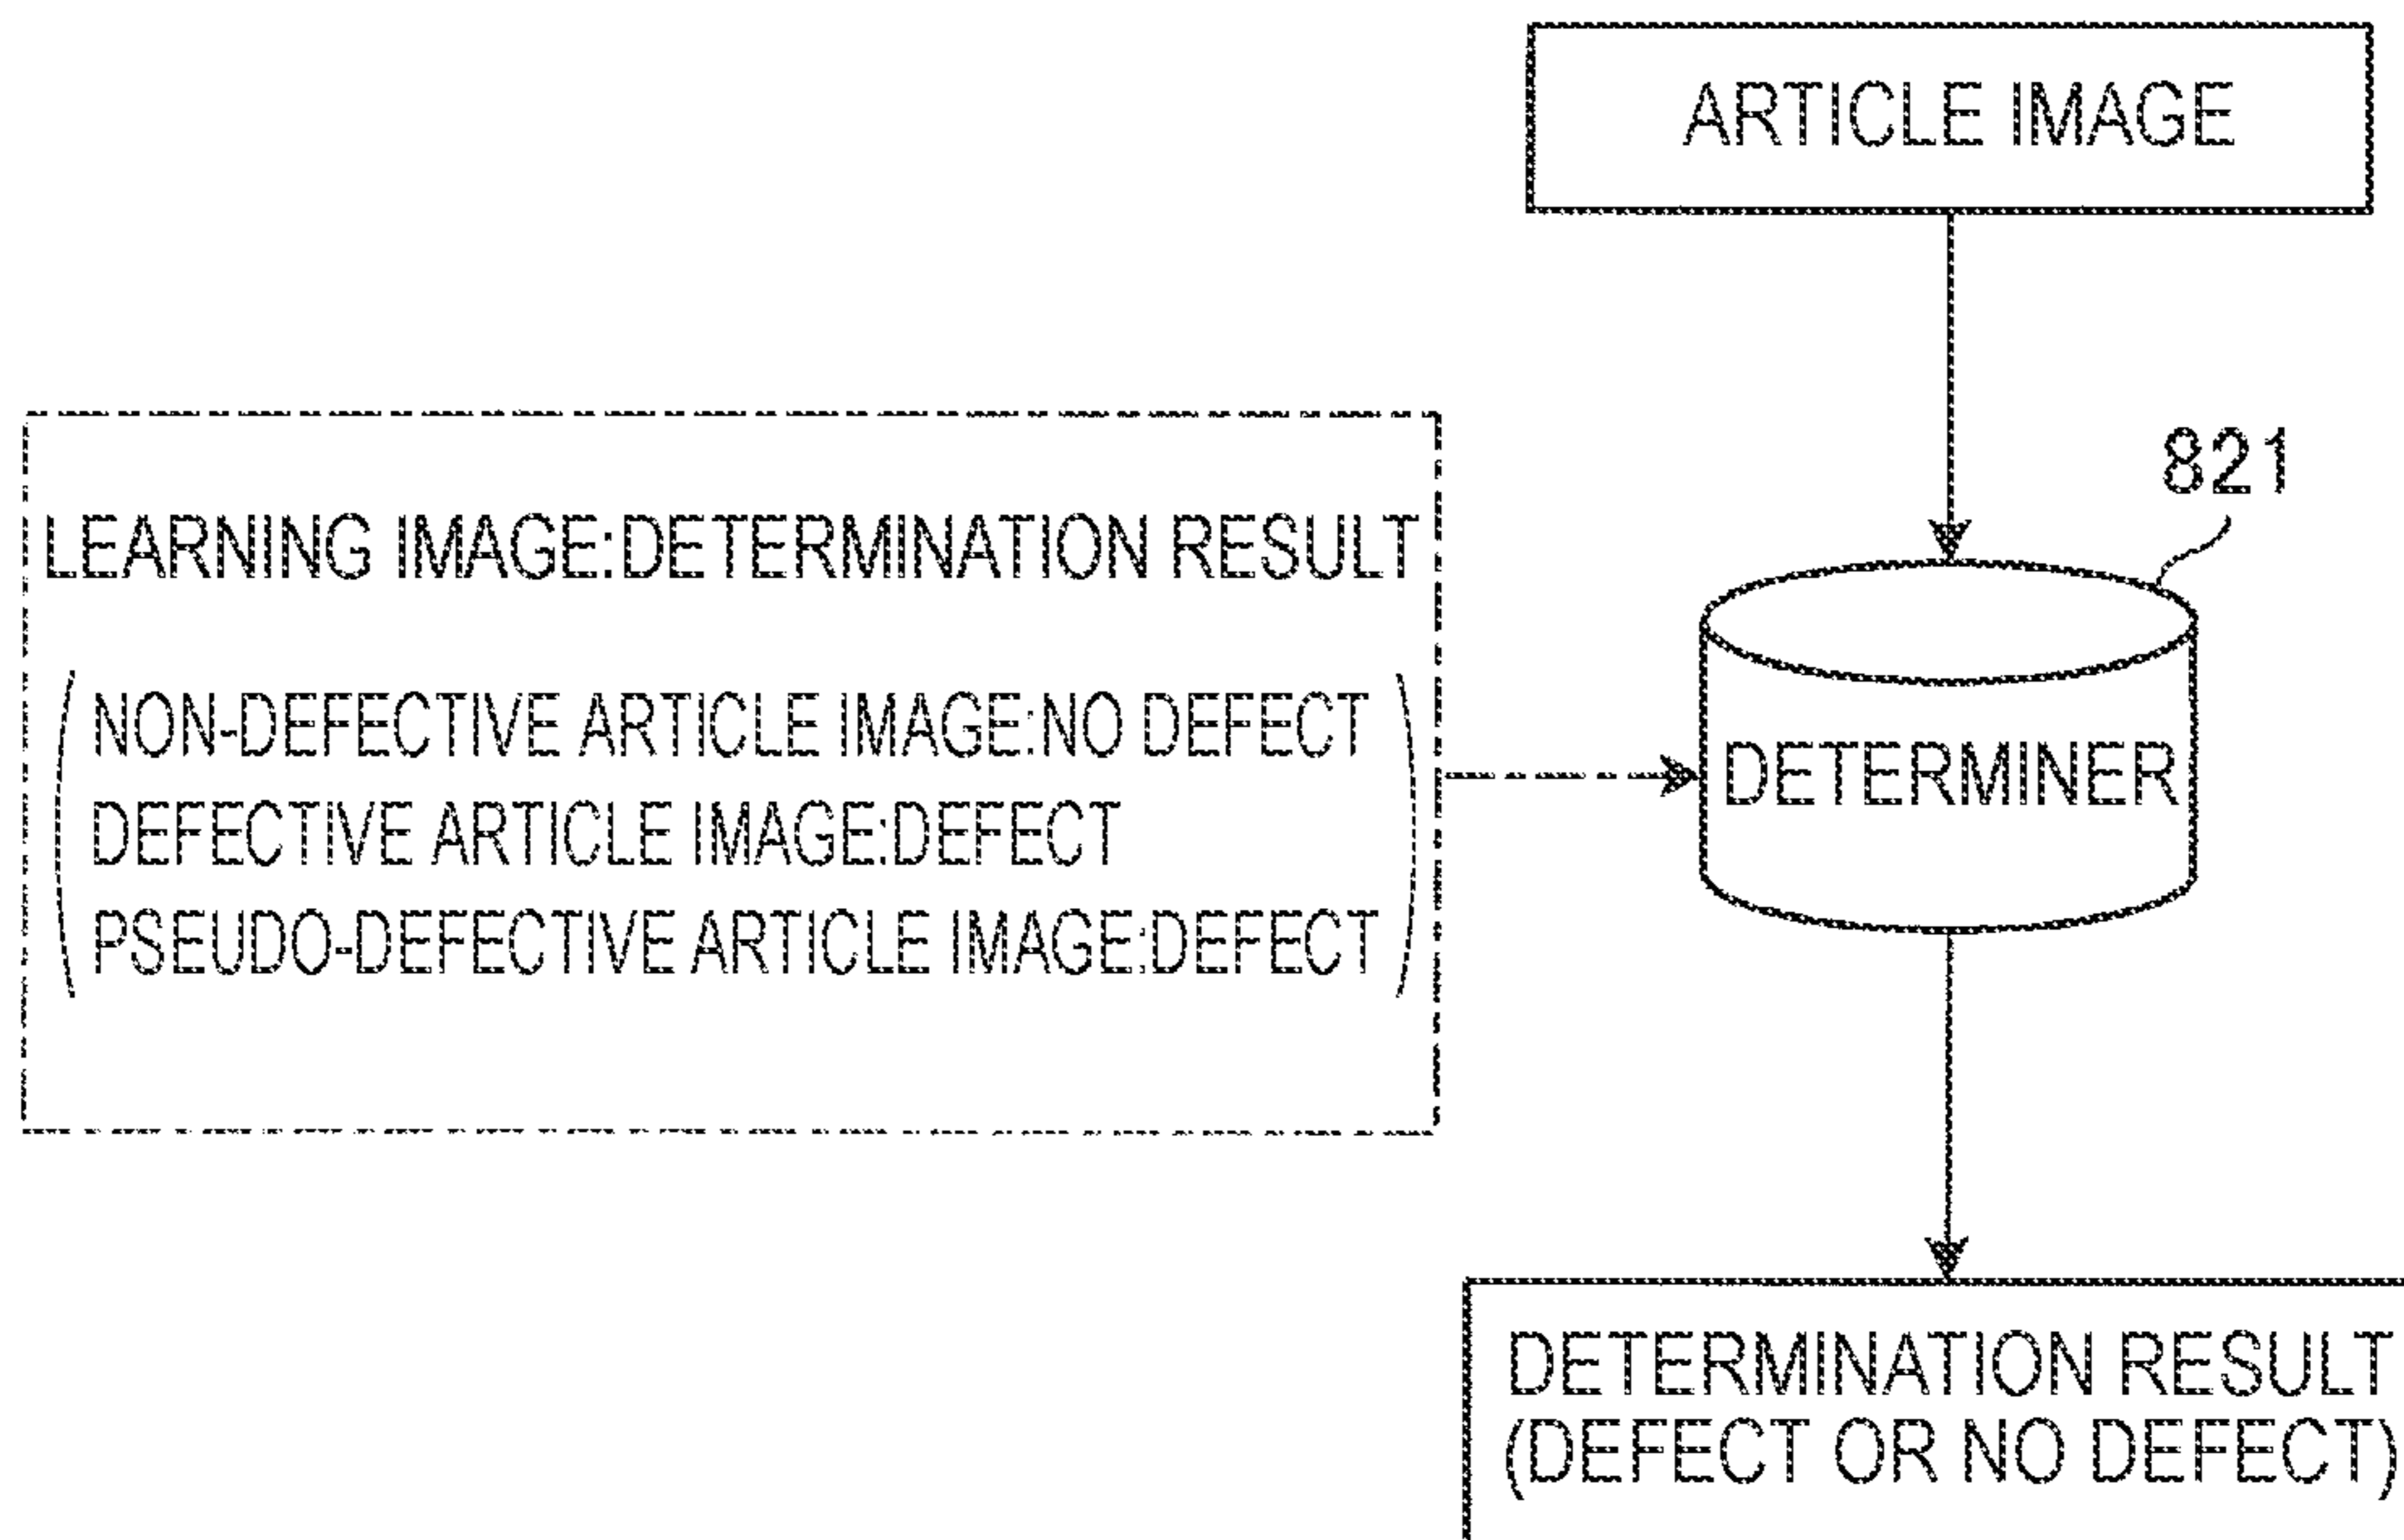 ARTICLE IMAGE
821
LEARNING IMAGE:DETERMINATION RESULT
NON-DEFECTIVE ARTICLE IMAGE:NO DEFECT
DEFECTIVE ARTICLE IMAGE:DEFECT
PSEUDO-DEFECTIVE ARTICLE IMAGE:DEFECT
DETERMINER
DETERMINATION RESULT
(DEFECT OR NO DEFECT)